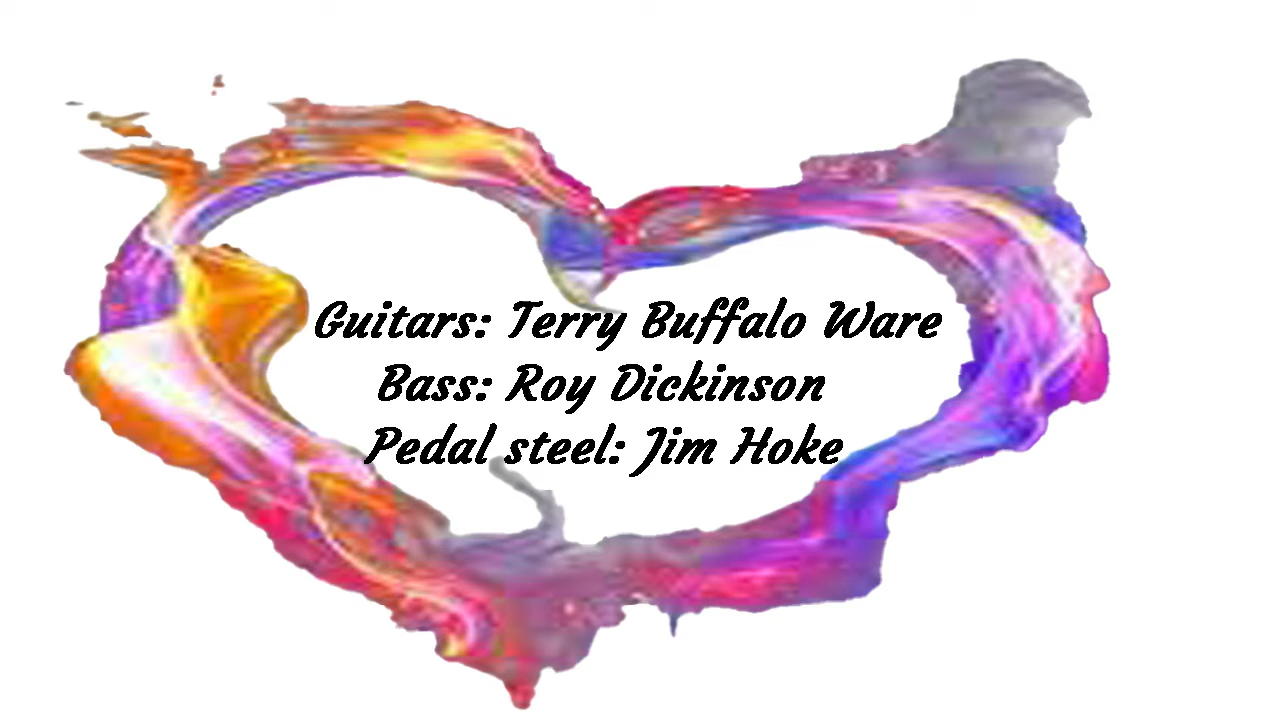 Guitars: Terry Buffalo Ware
Bass: Roy Dickinson
Pedal steel: Jim Hoke